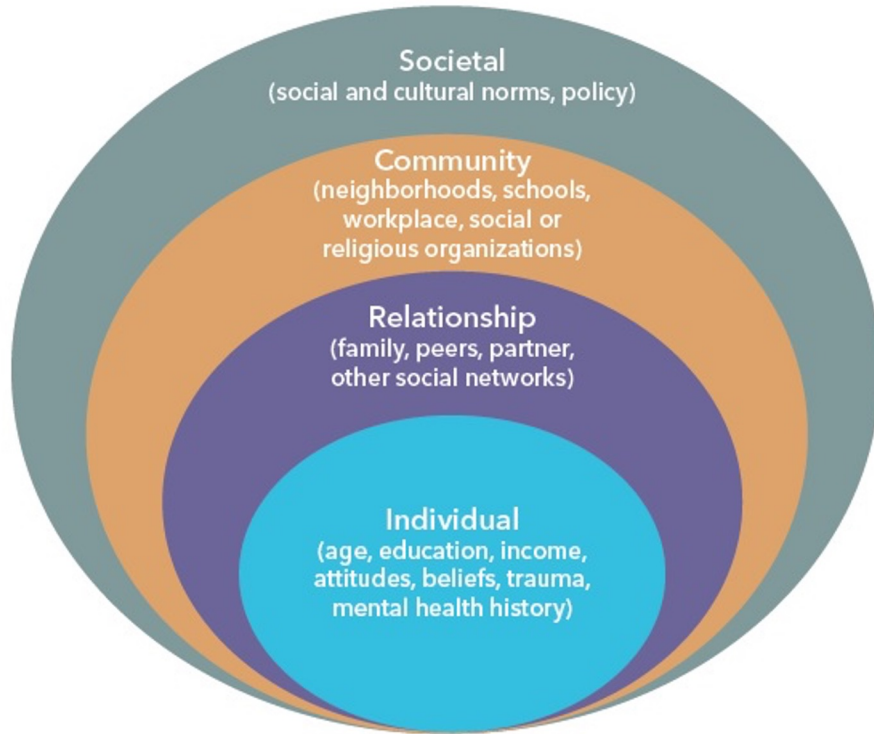 Societal
(social and cultural norms, policy)
Community
(neighborhoods, schools,
workplace, social or
religious organizations)
Relationship
(family, peers, partner,
other social networks)
Individual
(age, education, income,
attitudes, beliefs, trauma,
mental health history)